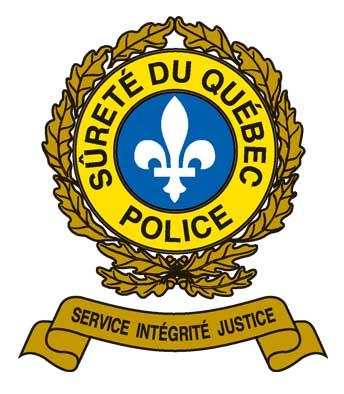 SÛRETÉ DU QUÉBEC
POLICE
SERVICE INTÉGRITÉ JUSTICE